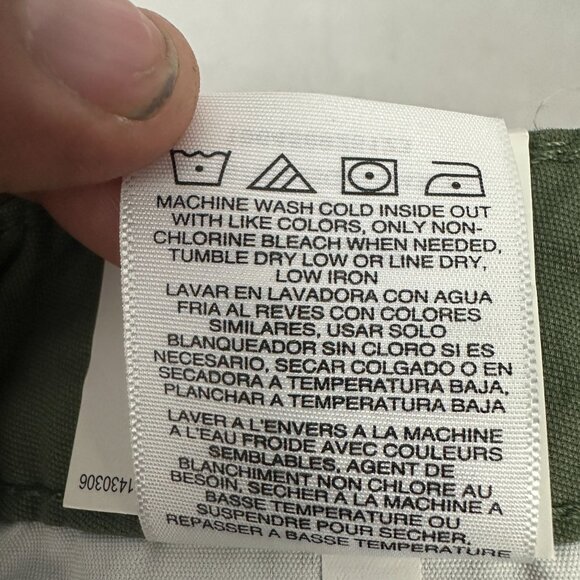 MACHINE WASH COLD INSIDE OUT
WITH LIKE COLORS, ONLY NON-
CHLORINE BLEACH WHEN NEEDED,
TUMBLE DRY LOW OR LINE DRY,
LOW IRON
LAVAR EN LAVADORA CON AGUA
FRIA AL REVES CON COLORES
SIMILARES, USAR SOLO
BLANQUEADOR SIN CLORO SI ES
NECESARIO, SECAR COLGADO O EN
SECADORA A TEMPERATURA BAJA,
PLANCHAR A TEMPERATURA BAJA
LAVER A L'ENVERS A LA MACHINE
A L'EAU FROIDE AVEC COULEURS
SEMBLABLES, AGENT DE
BLANCHIMENT NON CHLORE AU
BESOIN, SECHER A LA MACHINE A
BASSE TEMPERATURE OU
SUSPENDRE POUR SECHER,
REPASSER A BASSE TEMPERATURE
1430306